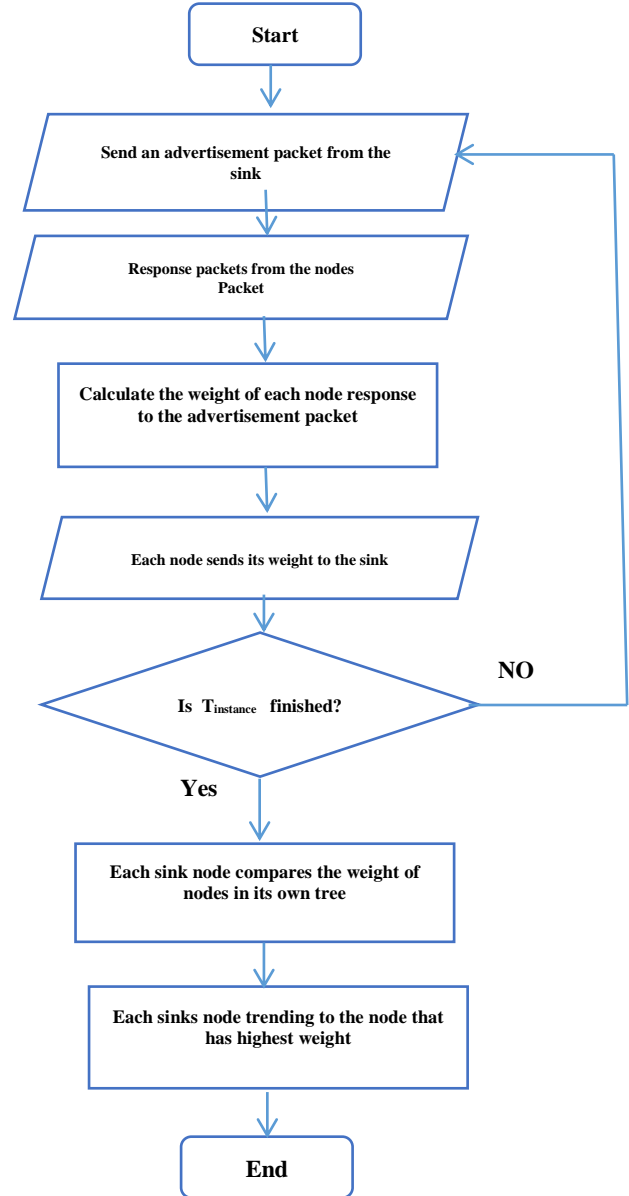 Start
Send an advertisement packet from the
sink
Response packets from the nodes
Packet
Calculate the weight of each node response
to the advertisement packet
Each node sends its weight to the sink
NO
Is Tinstance finished?
Yes
Each sink node compares the weight of
nodes in its own tree
Each sinks node trending to the node that
has highest weight
End